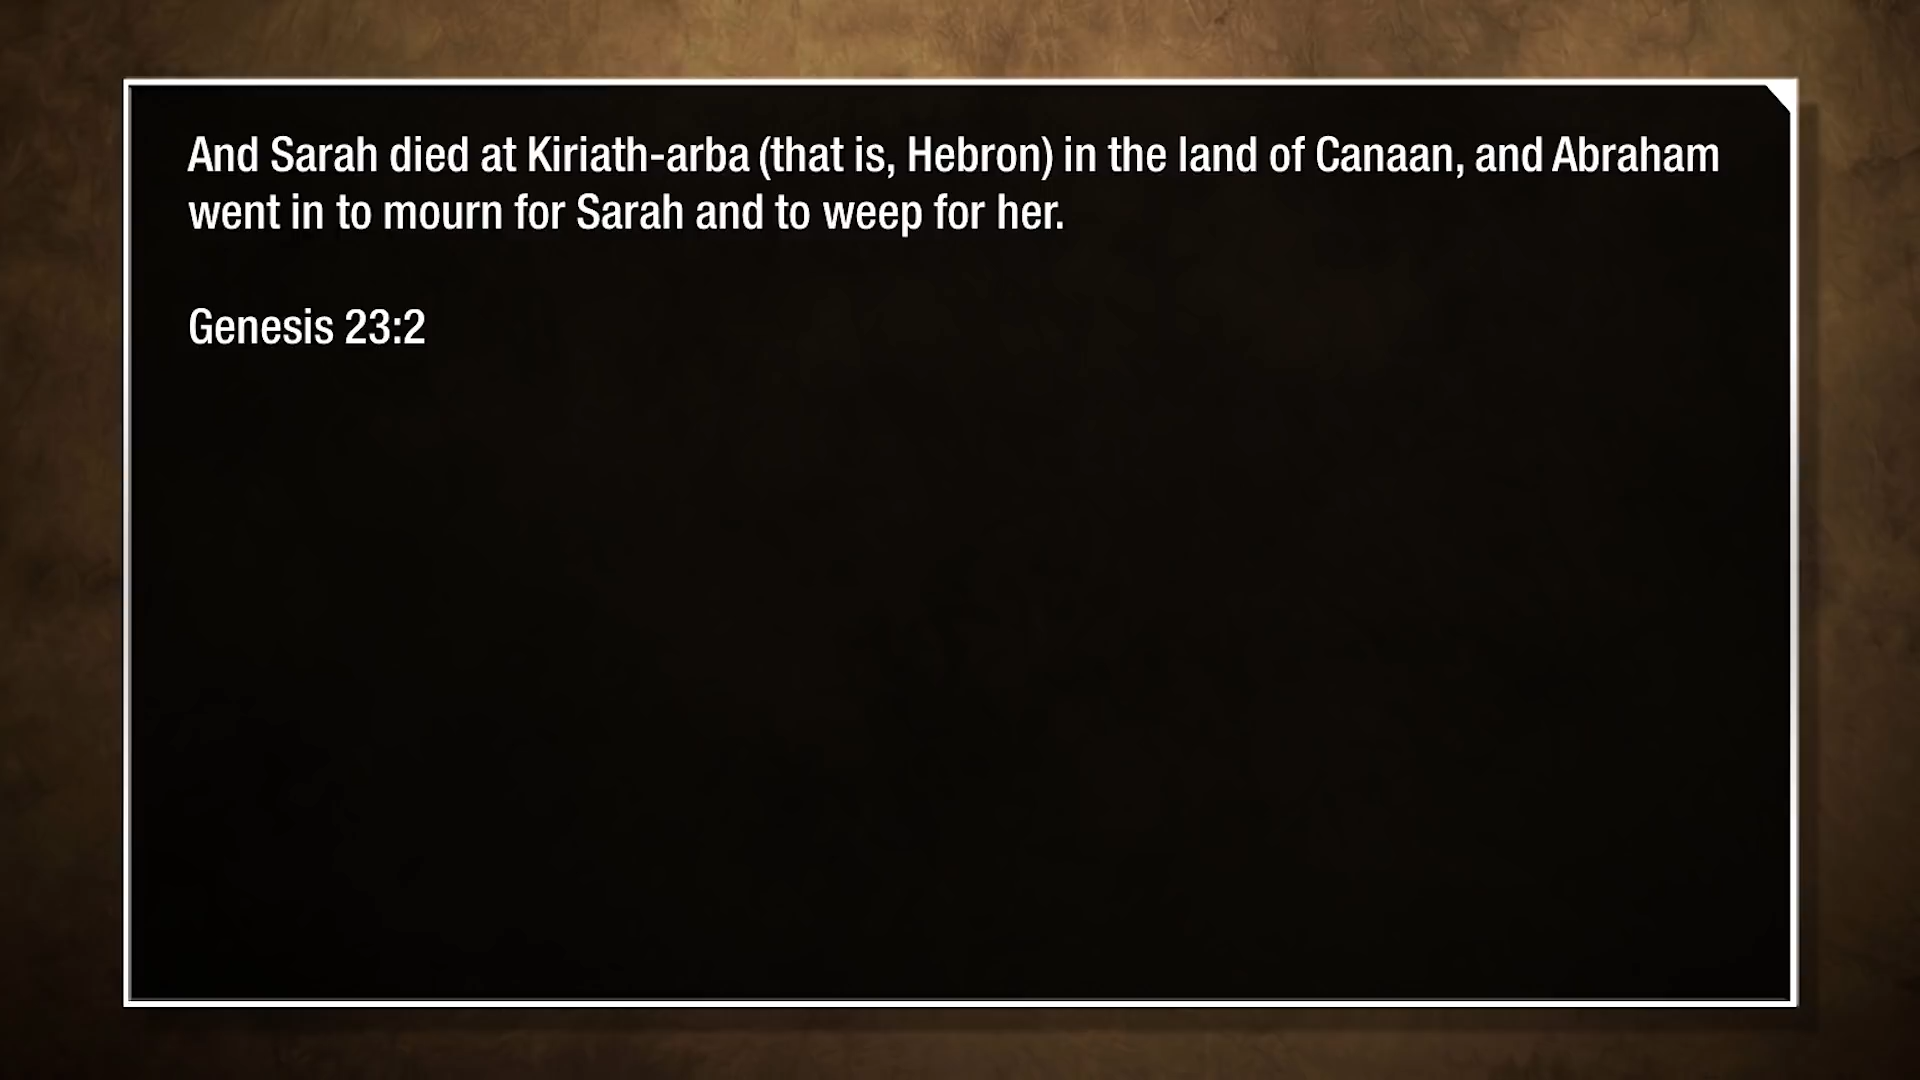 And Sarah died at Kiriath-arba (that is, Hebron) in the land of Canaan, and Abraham
went in to mourn for Sarah and to weep for her.
Genesis 23:2